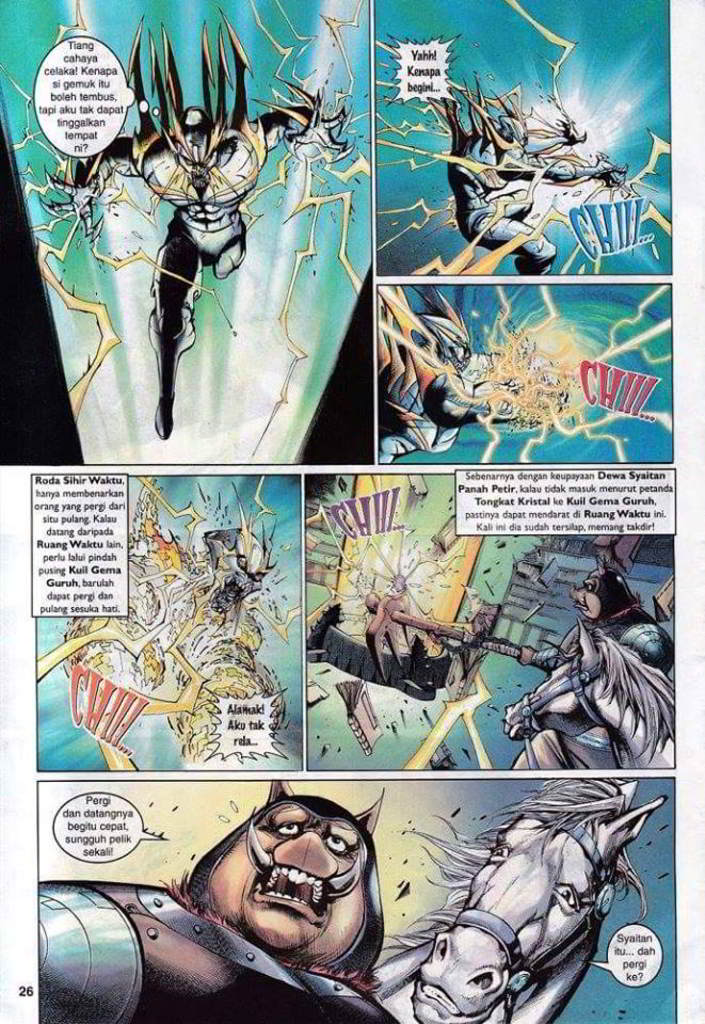 Tiang
cahaya
celaka! Kenapa
si gemuk itu
boleh tembus,
tapi aku tak dapat
tinggalkan
tempat
ni?
Yahh!
Kenapa
begini...
CHIII...
CHIII...
Roda Sihir Waktu,
hanya membenarkan
orang yang pergi dari
situ pulang. Kalau
datang daripada
Ruang Waktu lain,
perlu lalui pindah
pusing Kuil Gema
Guruh, barulah
dapat pergi dan
pulang sesuka hati.
CHIII...
Alamak!
Aku tak
rela...
Sebenarnya dengan keupayaan Dewa Syaitan
Panah Petir, kalau tidak masuk menurut petanda
Tongkat Kristal ke Kuil Gema Guruh,
pastinya dapat mendarat di Ruang Waktu ini.
Kali ini dia sudah tersilap, memang takdir!
CHIII...
Pergi
dan datangnya
begitu cepat,
sungguh pelik
sekali!
Syaitan
itu... dah
pergi
ke?
26